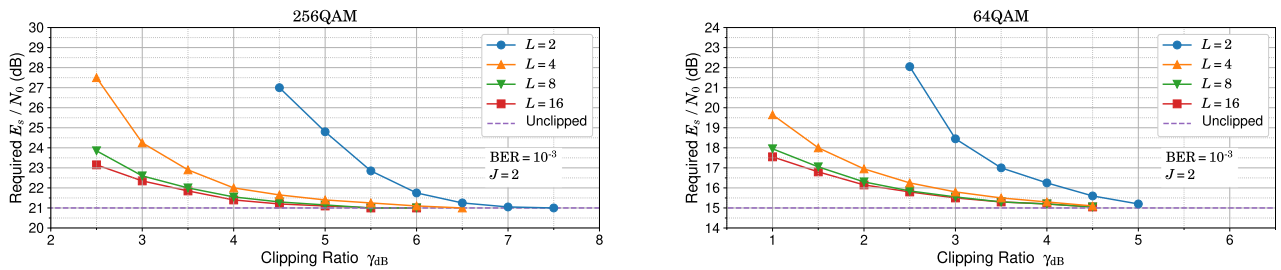 256QAM
Required Es / N0 (dB)
30
29
28
27
26
25
24
23
22
21
20
2
3
4
5
6
7
8
Clipping Ratio γdB
L = 2
L = 4
L = 8
L = 16
Unclipped
BER = 10-3
J = 2
64QAM
Required Es / N0 (dB)
24
23
22
21
20
19
18
17
16
15
14
1
2
3
4
5
6
Clipping Ratio γdB
L = 2
L = 4
L = 8
L = 16
Unclipped
BER = 10-3
J = 2